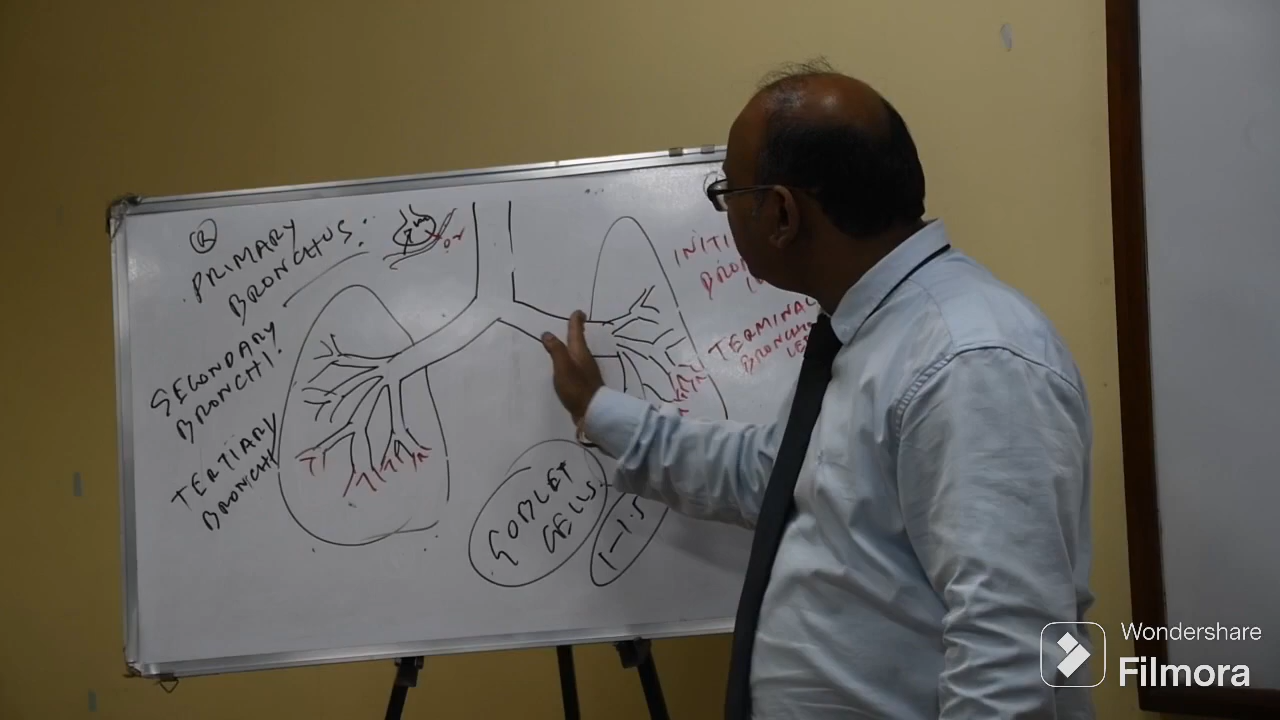 R
PRIMARY
BRONCHUS.
SECONDARY
BRONCHI.
TERTIARY
BRONCHI
GOBLET
CELLS.
1-1.5
TERMINAL
Wondershare
Filmora